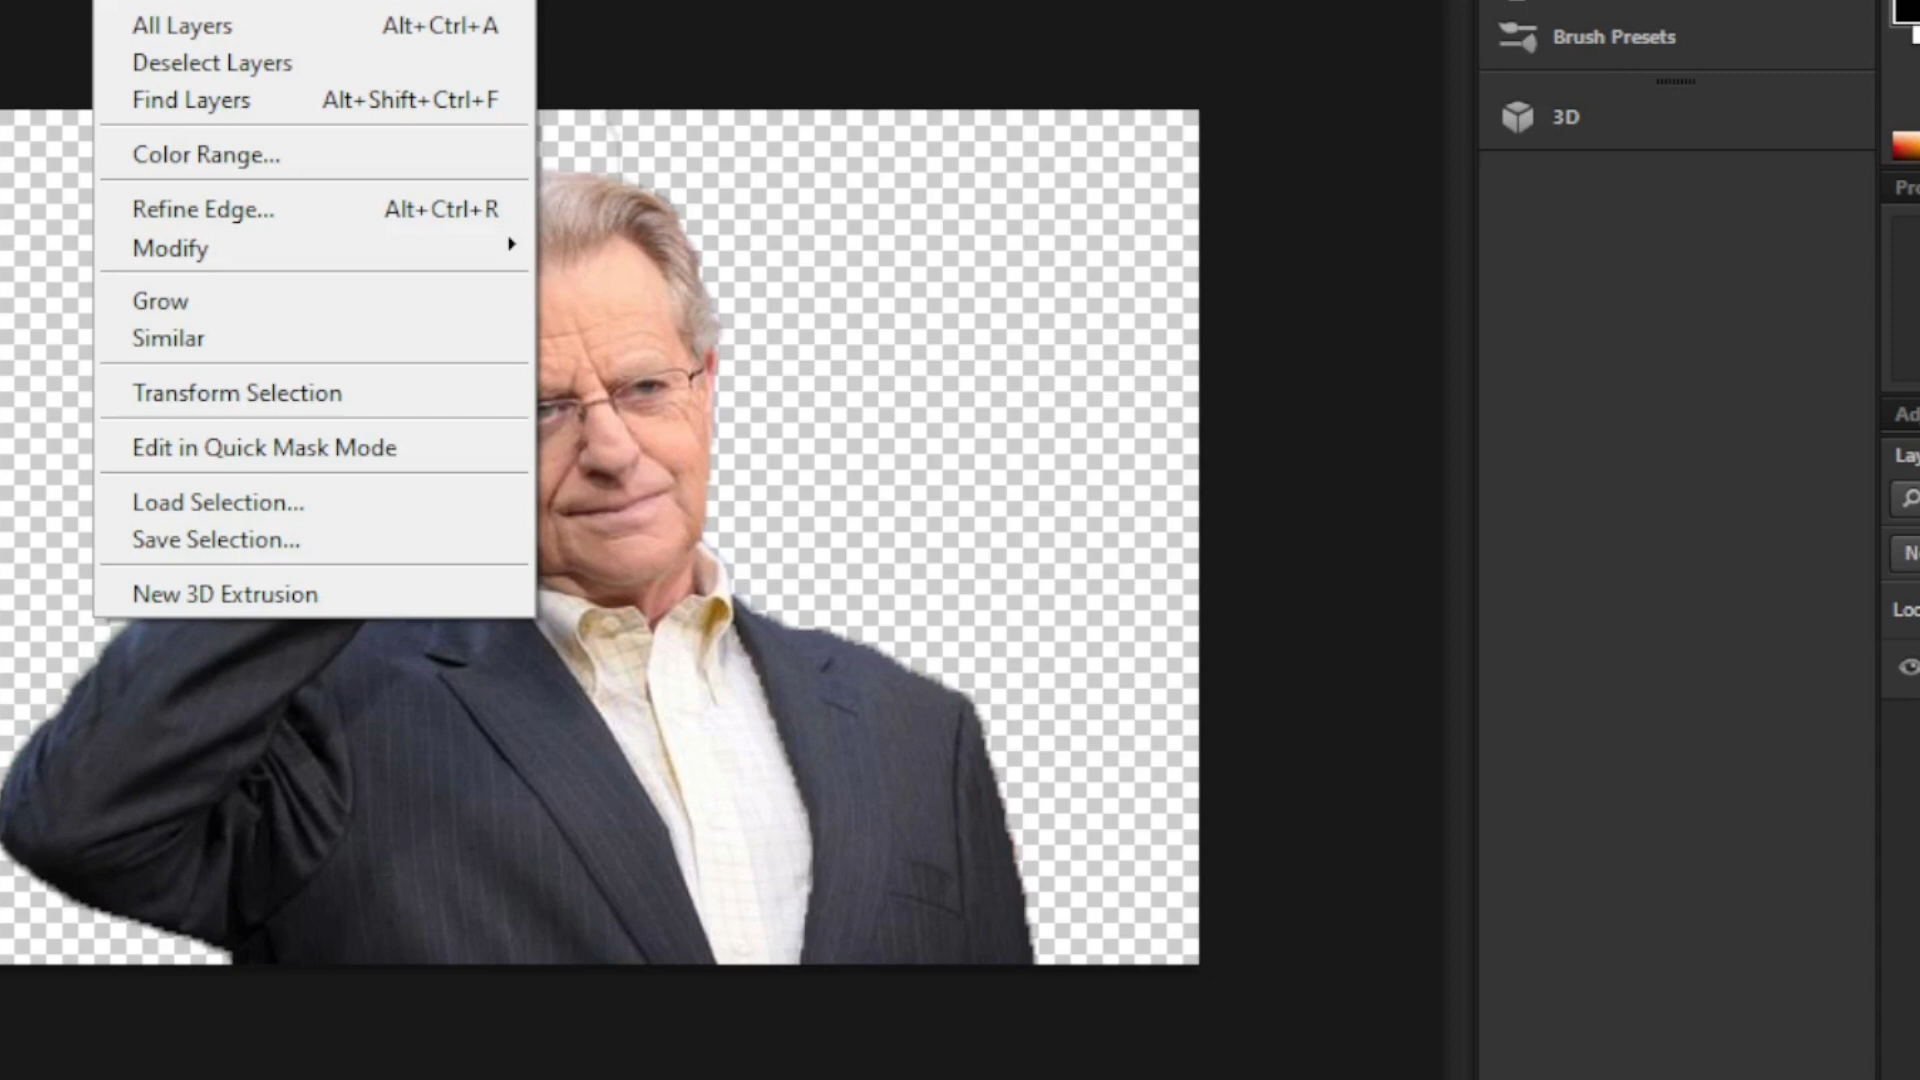 All Layers Alt+Ctrl+A
Deselect Layers
Find Layers Alt+Shift+Ctrl+F
Color Range...
Refine Edge... Alt+Ctrl+R
Modify
Grow
Similar
Transform Selection
Edit in Quick Mask Mode
Load Selection...
Save Selection...
New 3D Extrusion
Brush Presets
3D